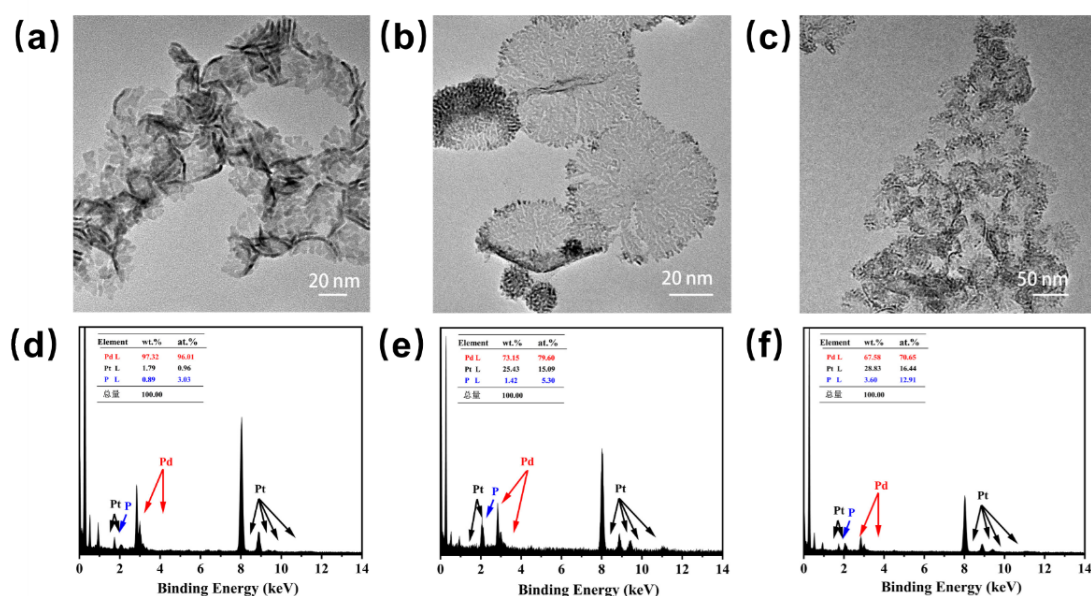 (a)
(b)
(c)
20 nm
20 nm
50 nm
(d)
(e)
(f)
Element wt.% at.%
Pd L 97.32 96.01
Pt L 1.79 0.96
P L 0.89 3.03
总量 100.00
Pd
Pt
P
Pt
0 2 4 6 8 10 12 14
Binding Energy (keV)
Element wt.% at.%
Pd L 73.15 79.60
Pt L 25.43 15.09
P L 1.42 5.30
总量 100.00
Pd
Pt
P
Pt
0 2 4 6 8 10 12 14
Binding Energy (keV)
Element wt.% at.%
Pd L 67.58 70.65
Pt L 28.83 16.44
P L 3.60 12.91
总量 100.00
Pd
Pt
P
Pt
0 2 4 6 8 10 12 14
Binding Energy (keV)